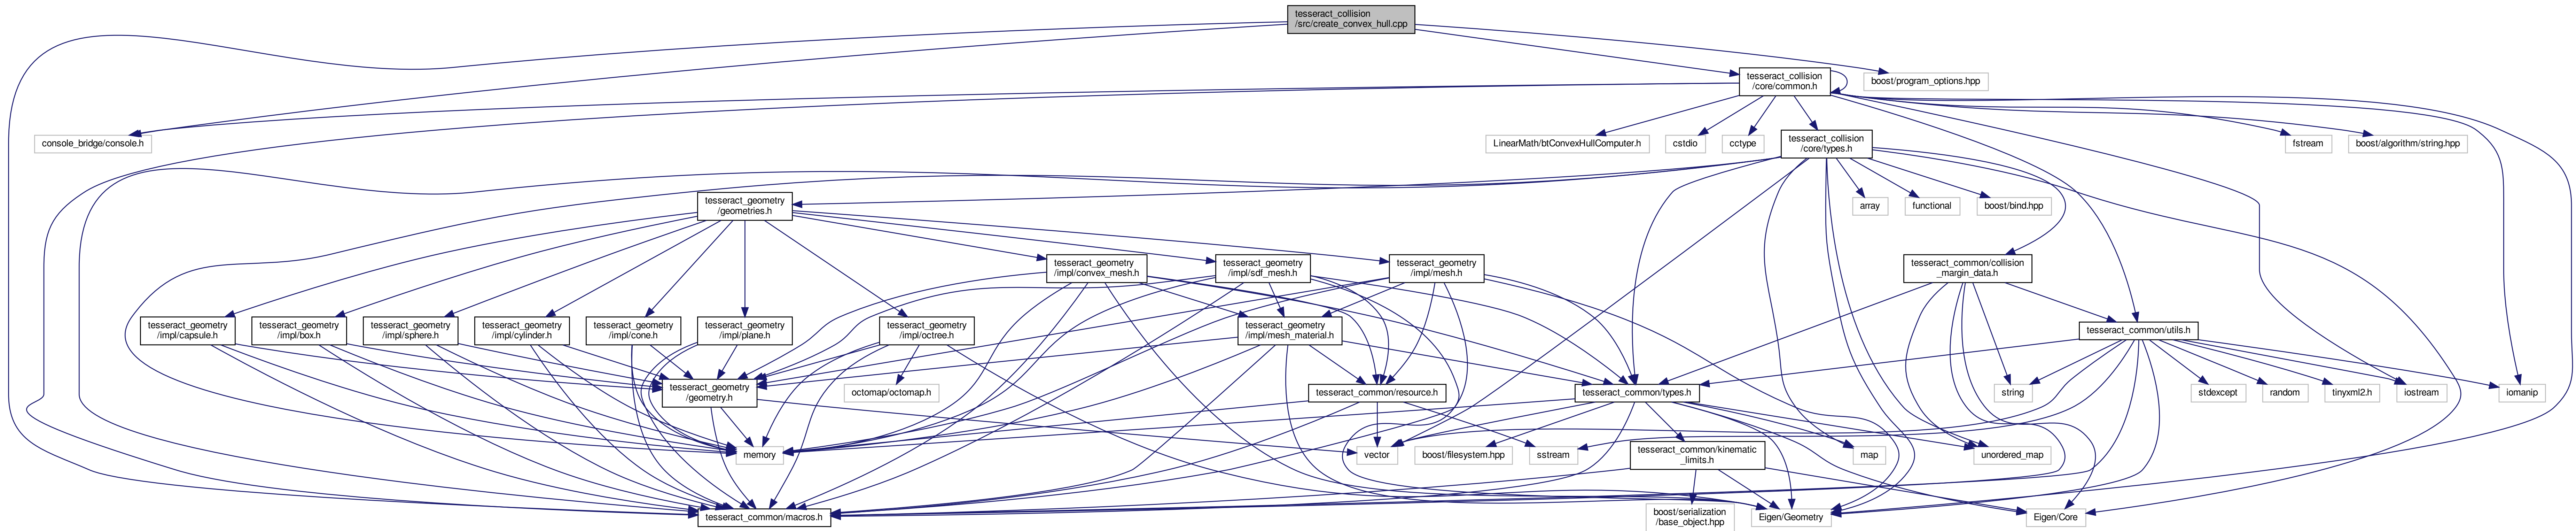 tesseract_collision
/src/create_convex_hull.cpp
tesseract_collision
/core/common.h
boost/program_options.hpp
console_bridge/console.h
LinearMath/btConvexHullComputer.h
cstdio
cctype
tesseract_collision
/core/types.h
fstream
boost/algorithm/string.hpp
tesseract_geometry
/geometries.h
array
functional
boost/bind.hpp
tesseract_geometry
/impl/convex_mesh.h
tesseract_geometry
/impl/sdf_mesh.h
tesseract_geometry
/impl/mesh.h
tesseract_common/collision
_margin_data.h
tesseract_geometry
/impl/capsule.h
tesseract_geometry
/impl/box.h
tesseract_geometry
/impl/sphere.h
tesseract_geometry
/impl/cylinder.h
tesseract_geometry
/impl/cone.h
tesseract_geometry
/impl/plane.h
tesseract_geometry
/impl/octree.h
tesseract_geometry
/impl/mesh_material.h
tesseract_common/utils.h
tesseract_geometry
/geometry.h
octomap/octomap.h
tesseract_common/resource.h
tesseract_common/types.h
string
stdexcept
random
tinyxml2.h
iostream
iomanip
memory
vector
boost/filesystem.hpp
sstream
tesseract_common/kinematic
_limits.h
map
unordered_map
tesseract_common/macros.h
boost/serialization
/base_object.hpp
Eigen/Geometry
Eigen/Core